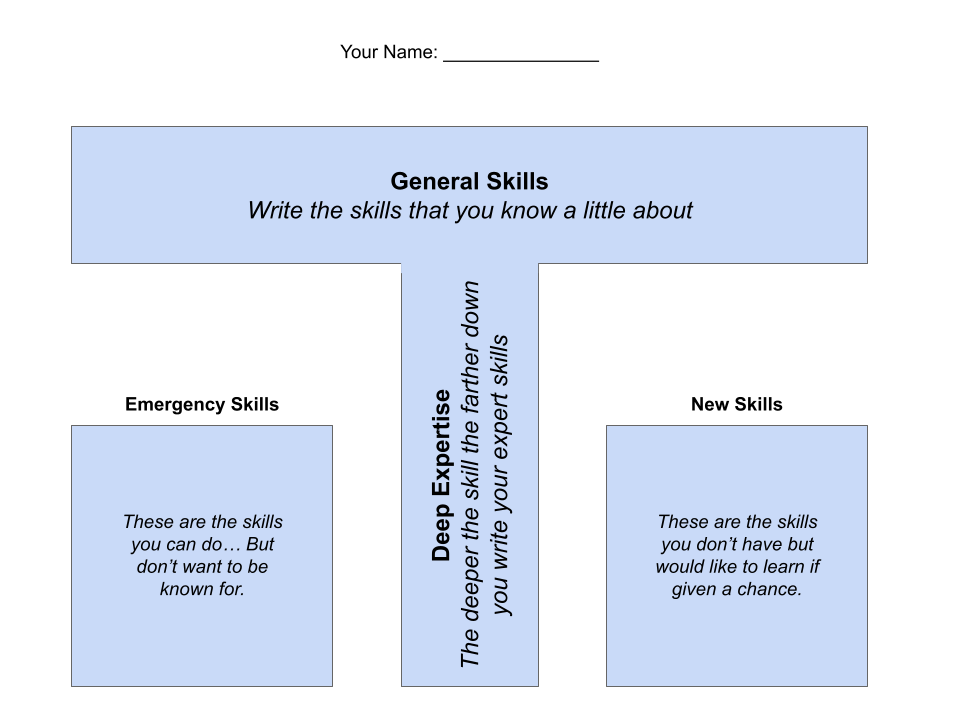 Your Name: _______________
General Skills
Write the skills that you know a little about
Deep Expertise
The deeper the skill the farther down
you write your expert skills
Emergency Skills
These are the skills
you can do… But
don’t want to be
known for.
New Skills
These are the skills
you don’t have but
would like to learn if
given a chance.